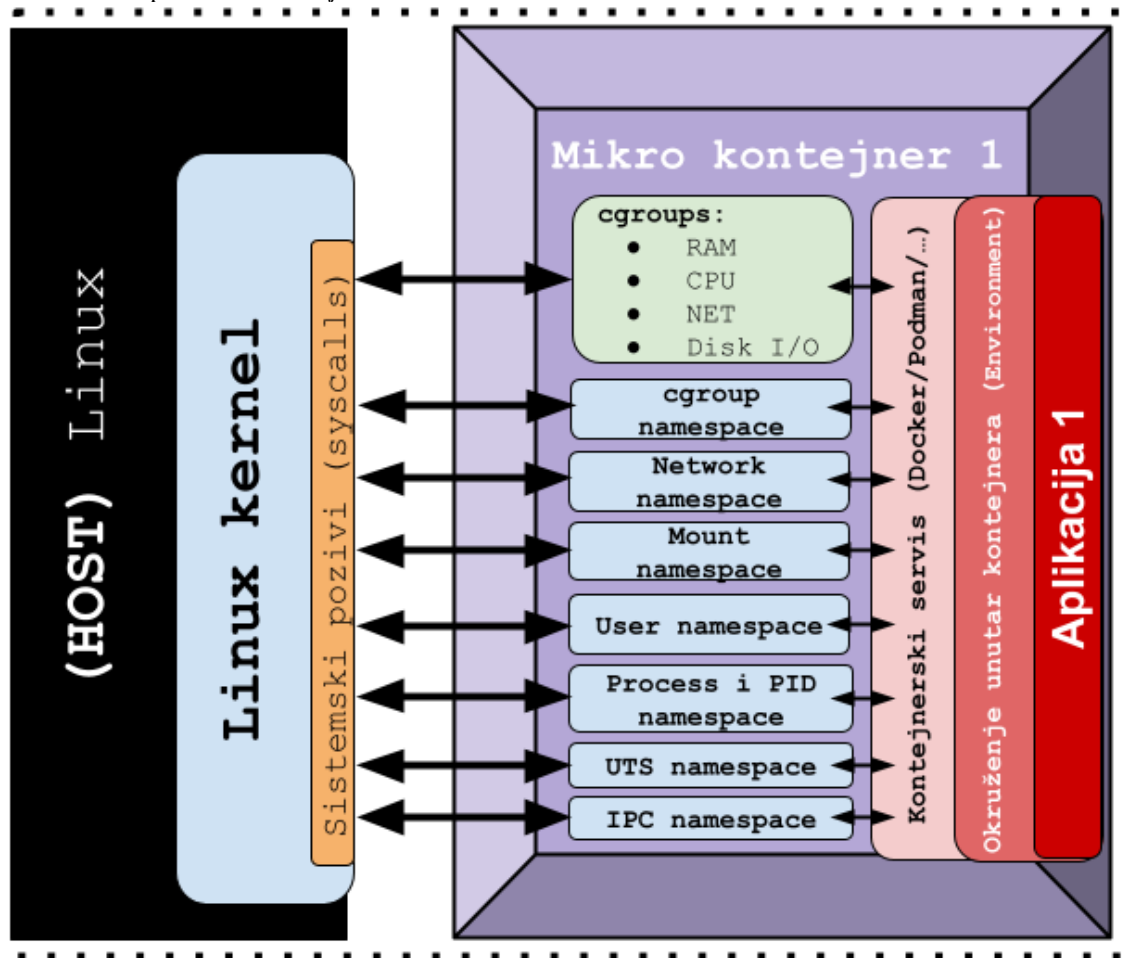 (HOST) Linux
Linux kernel
Sistemski pozivi (syscalls)
Mikro kontejner 1
cgroups:
● RAM
● CPU
● NET
● Disk I/O
cgroup
namespace
Network
namespace
Mount
namespace
User namespace
Process i PID
namespace
UTS namespace
IPC namespace
Kontejnerski servis (Docker/Podman/...)
Okruženje unutar kontejnera (Environment)
Aplikacija 1